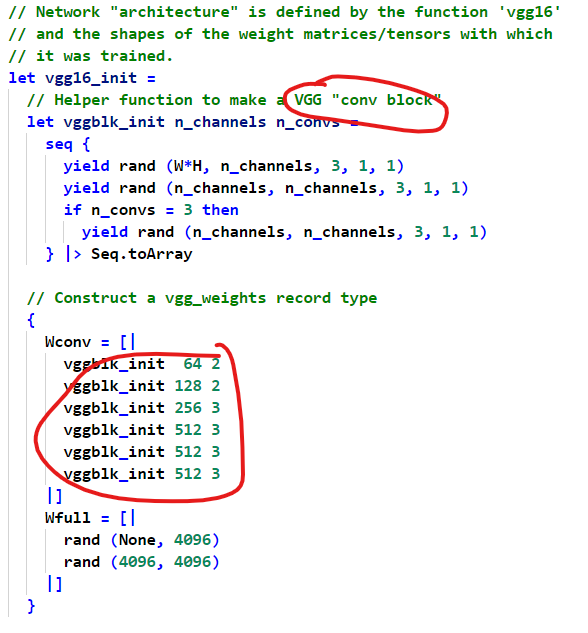 // Network "architecture" is defined by the function 'vgg16'
// and the shapes of the weight matrices/tensors with which
// it was trained.
let vgg16_init =
  // Helper function to make a VGG "conv block"
  let vggblk_init n_channels n_convs =
    seq {
      yield rand (W*H, n_channels, 3, 1, 1)
      yield rand (n_channels, n_channels, 3, 1, 1)
      if n_convs = 3 then
        yield rand (n_channels, n_channels, 3, 1, 1)
    } |> Seq.toArray
  // Construct a vgg_weights record type
  {
    Wconv = [|
      vggblk_init  64 2
      vggblk_init 128 2
      vggblk_init 256 3
      vggblk_init 512 3
      vggblk_init 512 3
      vggblk_init 512 3
    |]
    Wfull = [|
      rand (None, 4096)
      rand (4096, 4096)
    |]
  }